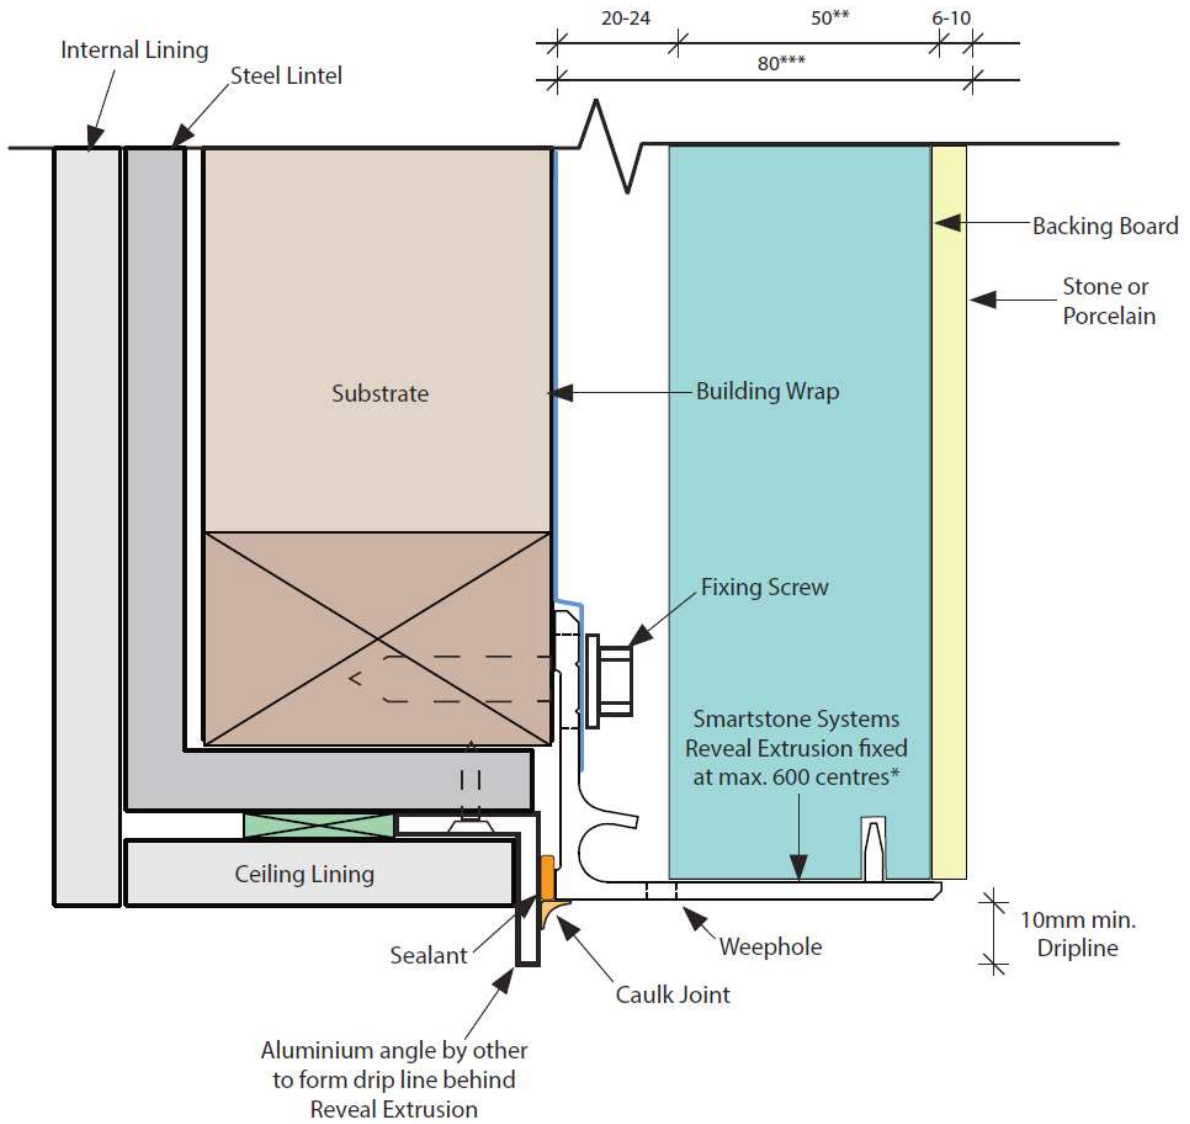 20-24
50**
6-10
80***
Internal Lining
Steel Lintel
Backing Board
Stone or
Porcelain
Substrate
Building Wrap
Fixing Screw
Smartstone Systems
Reveal Extrusion fixed
at max. 600 centres*
Ceiling Lining
Sealant
Weephole
10mm min.
Dripline
Caulk Joint
Aluminium angle by other
to form drip line behind
Reveal Extrusion